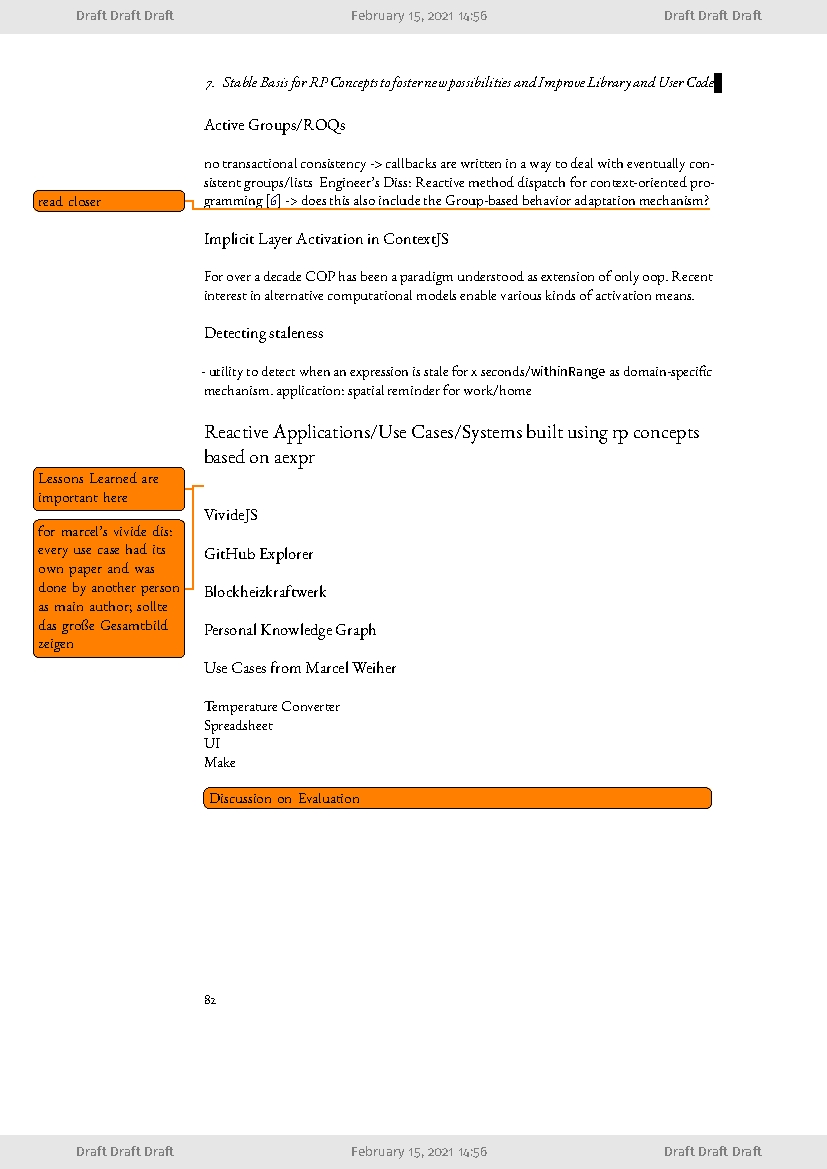 Draft Draft Draft February 15, 2021 14:56 Draft Draft Draft
7. Stable Basis for RP Concepts to foster new possibilities and Improve Library and User Code
Active Groups/ROQs
no transactional consistency -> callbacks are written in a way to deal with eventually con-
sistent groups/lists Engineer's Diss: Reactive method dispatch for context-oriented pro-
read closer
gramming [6] -> does this also include the Group-based behavior adaptation mechanism?
Implicit Layer Activation in ContextJS
For over a decade COP has been a paradigm understood as extension of only oop. Recent
interest in alternative computational models enable various kinds of activation means.
Detecting staleness
- utility to detect when an expression is stale for x seconds/withinRange as domain-specific
mechanism. application: spatial reminder for work/home
Reactive Applications/Use Cases/Systems built using rp concepts
based on aexpr
Lessons Learned are
important here
for marcel's vivide dis:
every use case had its
own paper and was
done by another person
as main author; sollte
das große Gesamtbild
zeigen
VivideJS
GitHub Explorer
Blockheizkraftwerk
Personal Knowledge Graph
Use Cases from Marcel Weiher
Temperature Converter
Spreadsheet
UI
Make
Discussion on Evaluation
82
Draft Draft Draft February 15, 2021 14:56 Draft Draft Draft